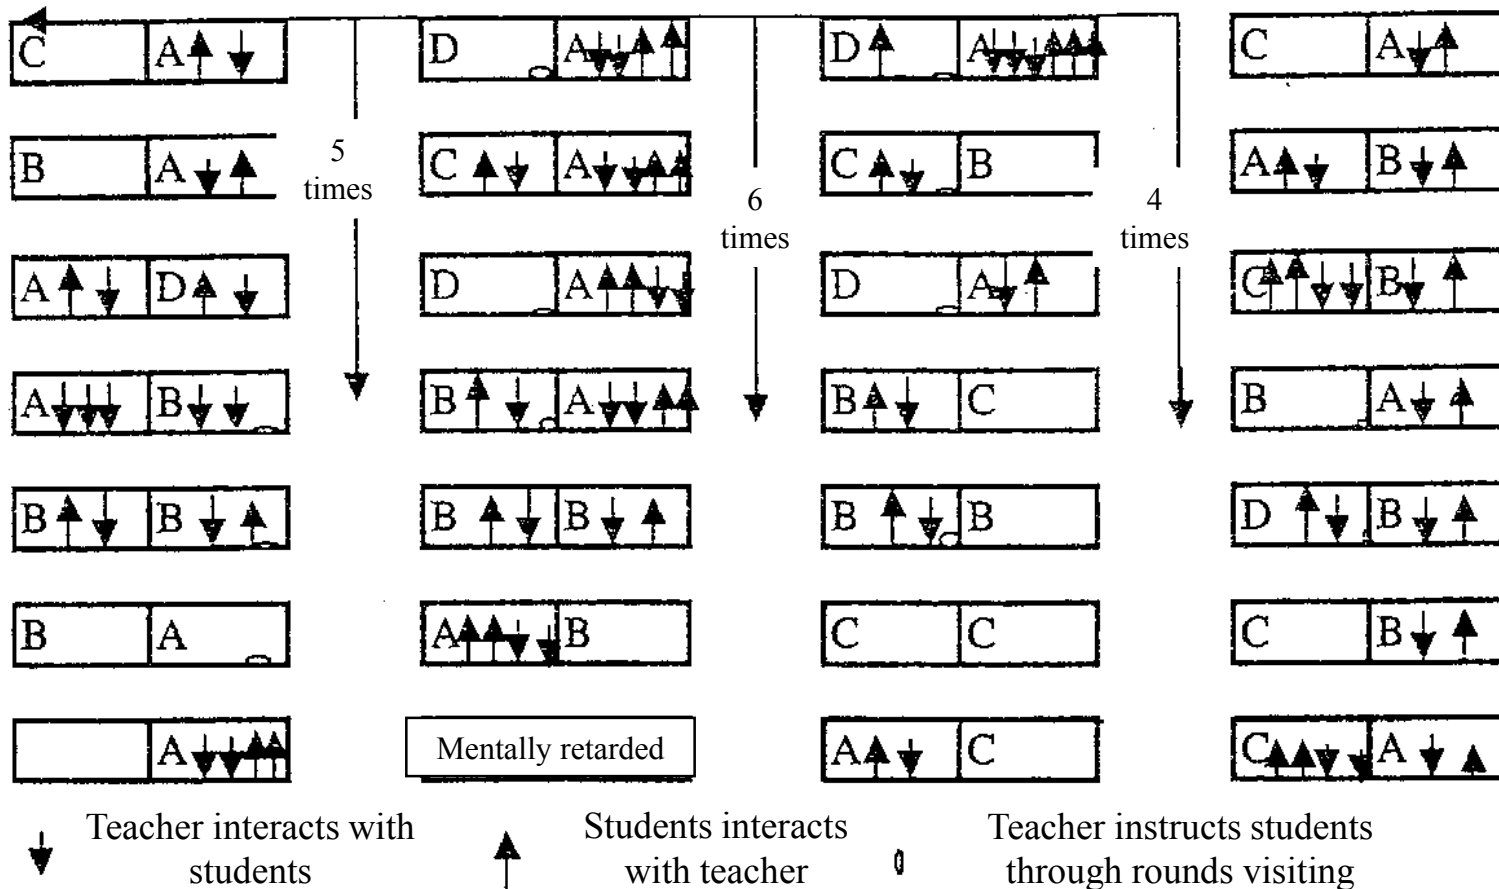 C A D A D A C A
B A C A C B A B
A D D A D A C B
A B B A B C B A
B B B B B B D B
B A A B C C C B
A Mentally retarded A C C A
5
times
6
times
4
times
Teacher interacts with
students
Students interacts
with teacher
Teacher instructs students
through rounds visiting